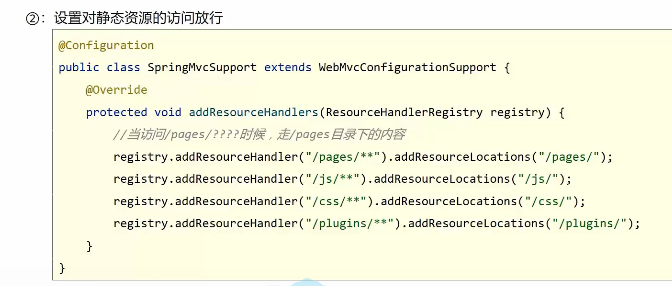 ②：设置对静态资源的访问放行
@Configuration
public class SpringMvcSupport extends WebMvcConfigurationSupport {
@Override
protected void addResourceHandlers(ResourceHandlerRegistry registry) {
//当访问/pages/????时候，走/pages目录下的内容
registry.addResourceHandler("/pages/**").addResourceLocations("/pages/");
registry.addResourceHandler("/js/**").addResourceLocations("/js/");
registry.addResourceHandler("/css/**").addResourceLocations("/css/");
registry.addResourceHandler("/plugins/**").addResourceLocations("/plugins/");
}
}